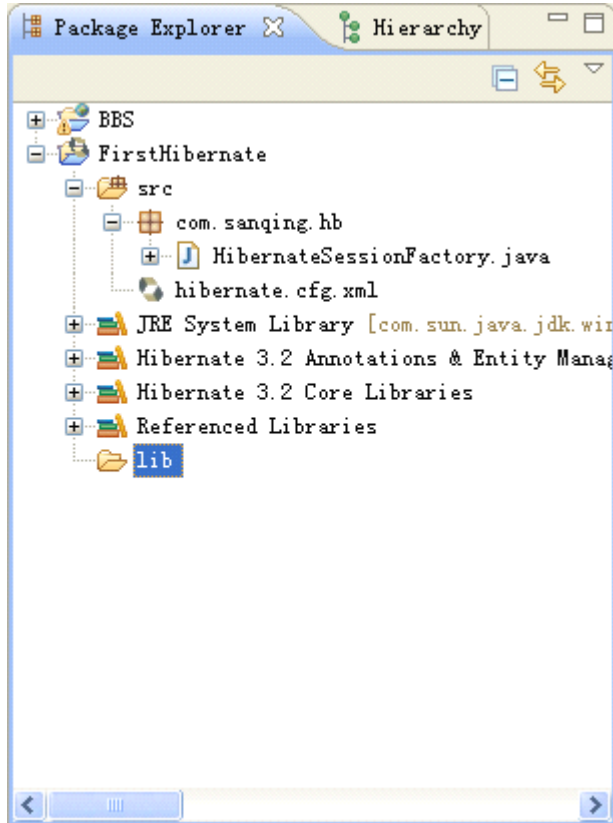 Package Explorer Hierarchy
BBS
FirstHibernate
src
com.sanqing.hb
HibernateSessionFactory.java
hibernate.cfg.xml
JRE System Library [com.sun.java.jdk.win
Hibernate 3.2 Annotations & Entity Manag
Hibernate 3.2 Core Libraries
Referenced Libraries
lib